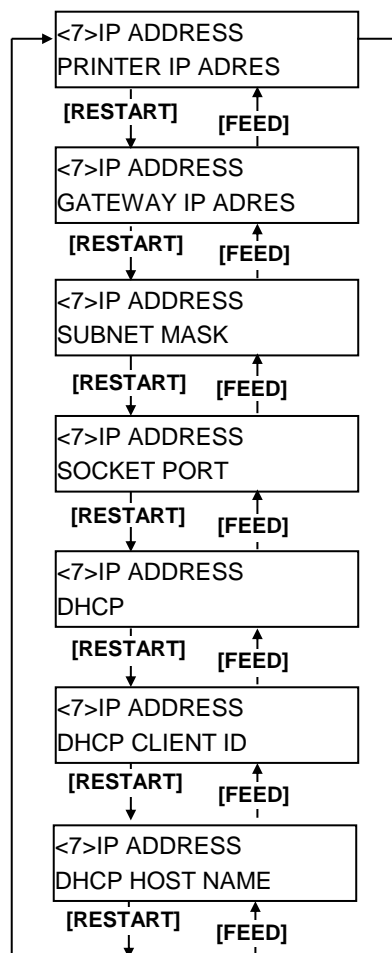 <7>IP ADDRESS
PRINTER IP ADRES
[RESTART]
[FEED]
<7>IP ADDRESS
GATEWAY IP ADRES
[RESTART]
[FEED]
<7>IP ADDRESS
SUBNET MASK
[RESTART]
[FEED]
<7>IP ADDRESS
SOCKET PORT
[RESTART]
[FEED]
<7>IP ADDRESS
DHCP
[RESTART]
[FEED]
<7>IP ADDRESS
DHCP CLIENT ID
[RESTART]
[FEED]
<7>IP ADDRESS
DHCP HOST NAME
[RESTART]
[FEED]